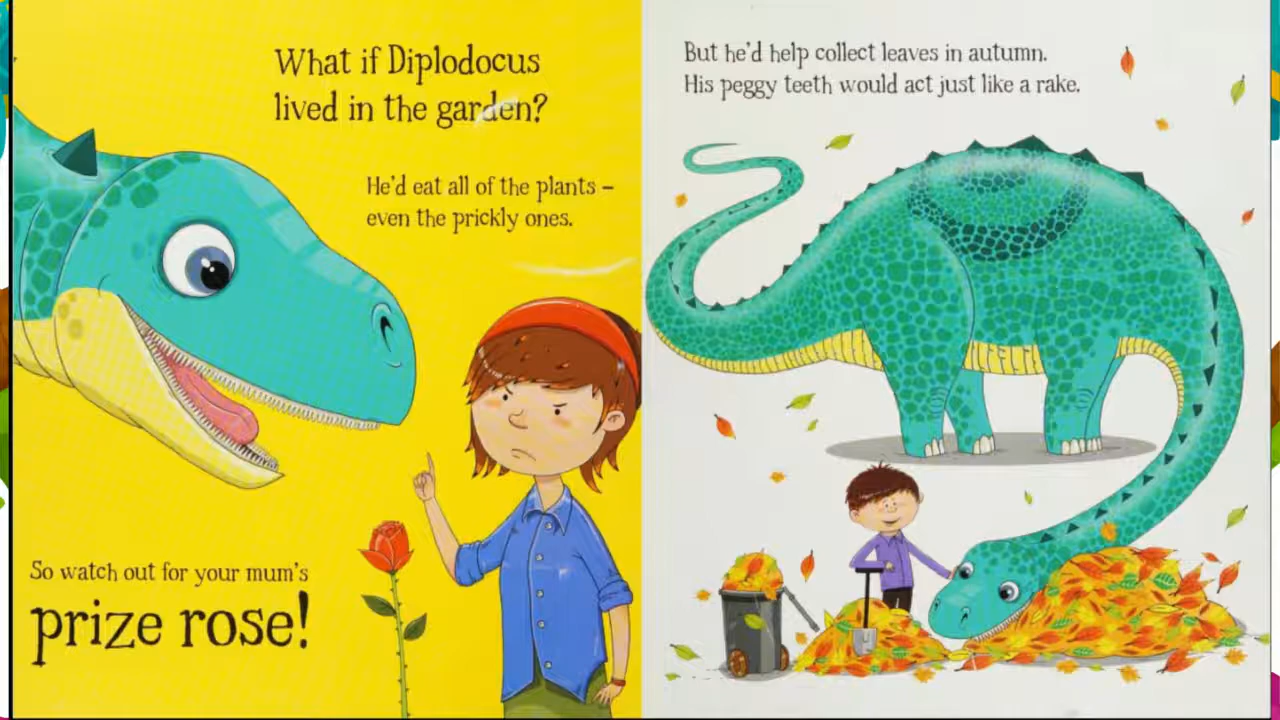 What if Diplodocus
lived in the garden?
He'd eat all of the plants –
even the prickly ones.
So watch out for your mum's
prize rose!
But he'd help collect leaves in autumn.
His peggy teeth would act just like a rake.